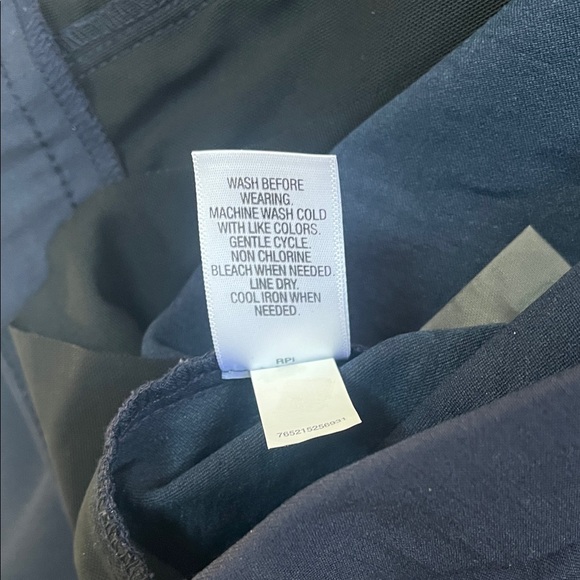 WASH BEFORE
WEARING.
MACHINE WASH COLD
WITH LIKE COLORS.
GENTLE CYCLE.
NON CHLORINE
BLEACH WHEN NEEDED.
LINE DRY.
COOL IRON WHEN
NEEDED.
RPI